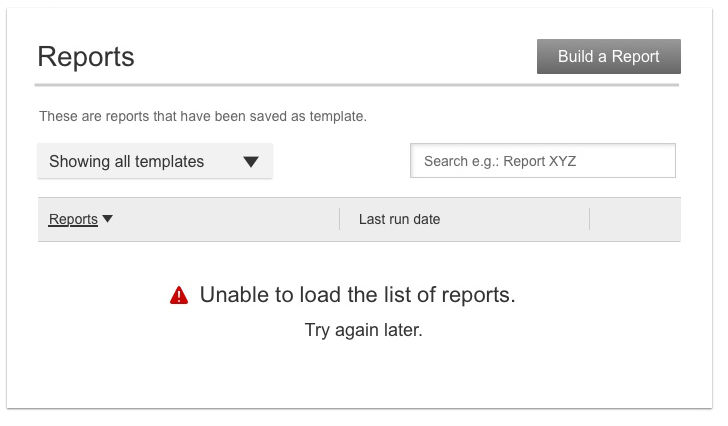 Reports
Build a Report
These are reports that have been saved as template.
Showing all templates
Search e.g.: Report XYZ
Reports
Last run date
Unable to load the list of reports.
Try again later.